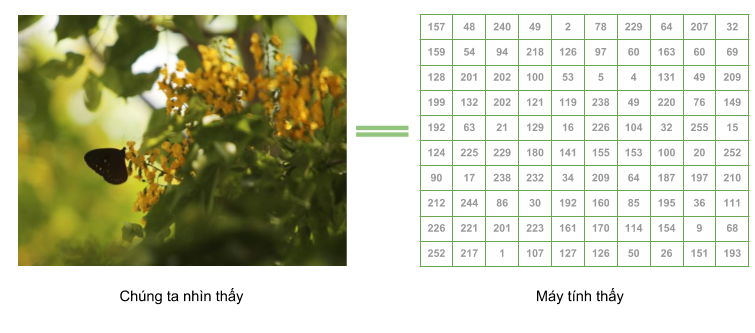 157 48 240 49 2 78 229 64 207 32
159 54 94 218 126 97 60 163 60 69
128 201 202 100 53 5 4 131 49 209
199 132 202 121 119 238 49 220 76 149
192 63 21 129 16 226 104 32 255 15
124 225 229 180 141 155 153 100 20 252
90 17 238 232 34 209 64 187 197 210
212 244 86 30 192 160 85 195 36 111
226 221 201 223 161 170 114 154 9 68
252 217 1 107 127 126 50 26 151 193
Chúng ta nhìn thấy
Máy tính thấy